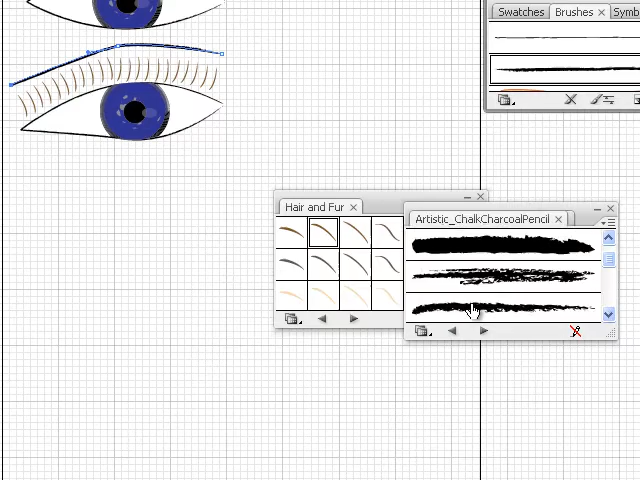 Swatches Brushes Symb
Hair and Fur
Artistic_ChalkCharcoalPencil